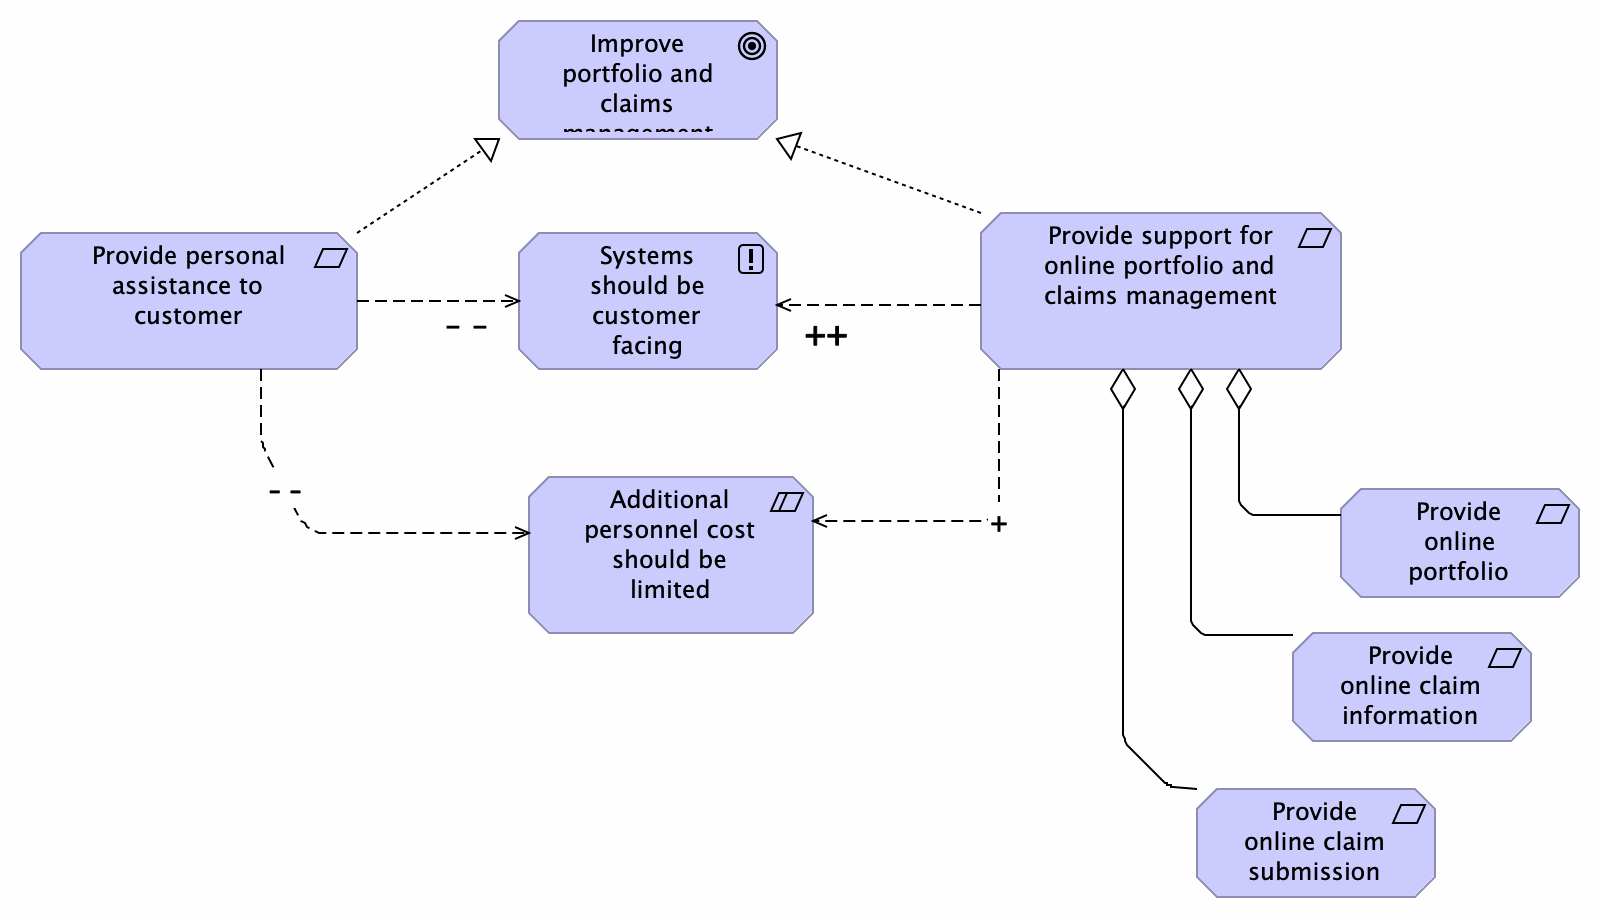 Improve
portfolio and
claims
management
Provide personal
assistance to
customer
Systems
should be
customer
facing
Provide support for
online portfolio and
claims management
- -
++
- -
Additional
personnel cost
should be
limited
+
Provide
online
portfolio
Provide
online claim
information
Provide
online claim
submission